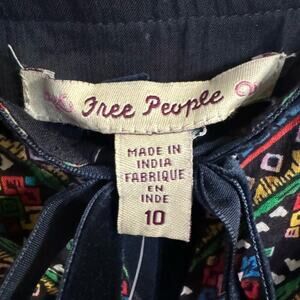 Free People
MADE IN
INDIA
FABRIQUE
EN
INDE
10